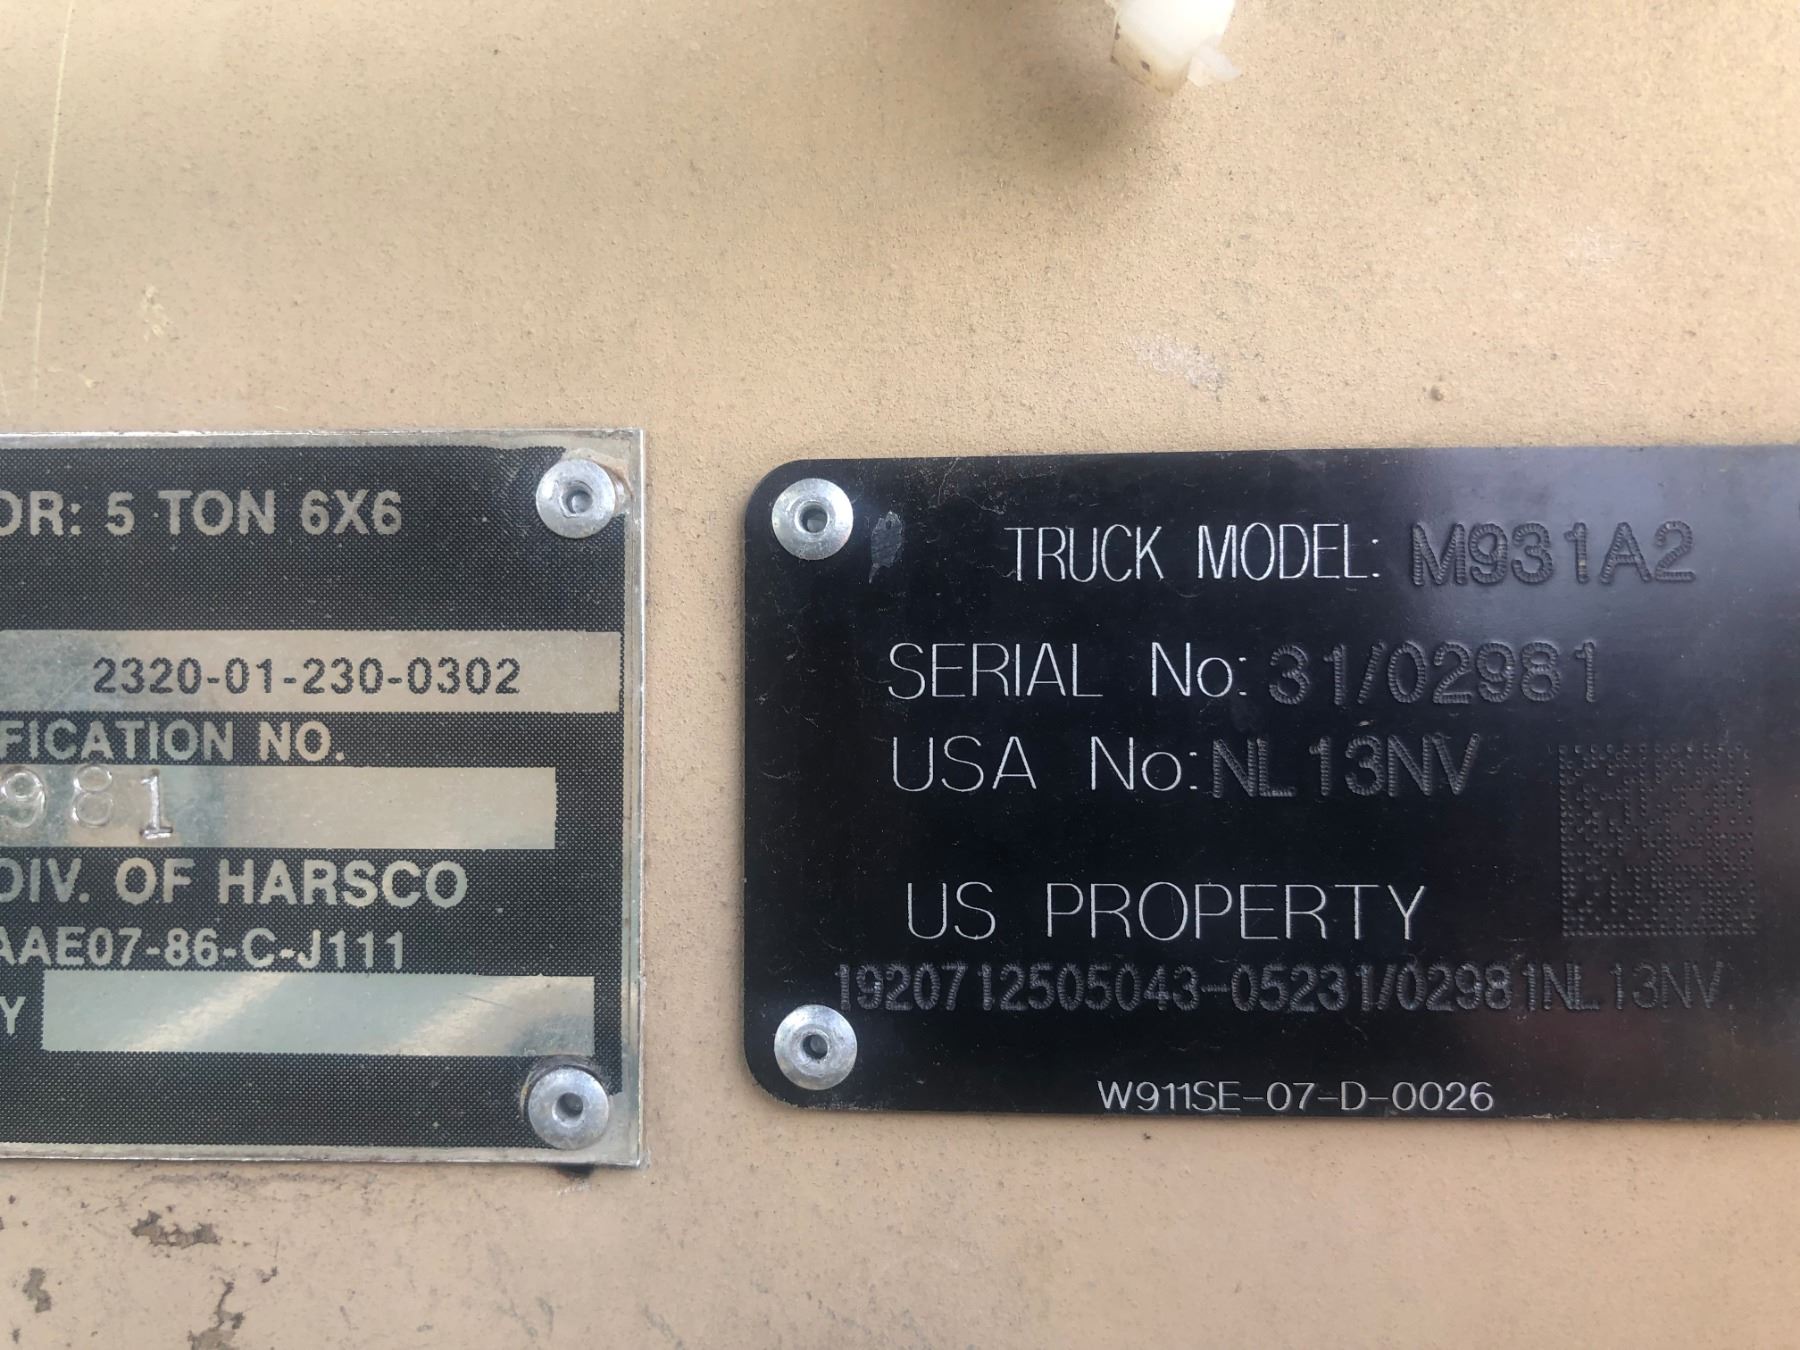 OR: 5 TON 6X6
2320-01-230-0302
FICATION NO.
981
DIV. OF HARSCO
AAE07-86-C-J111
Y
TRUCK MODEL: M931A2
SERIAL No: 31/02981
USA No: NL13NV
US PROPERTY
1920712505043-05231/02981NL13NV
W911SE-07-D-0026